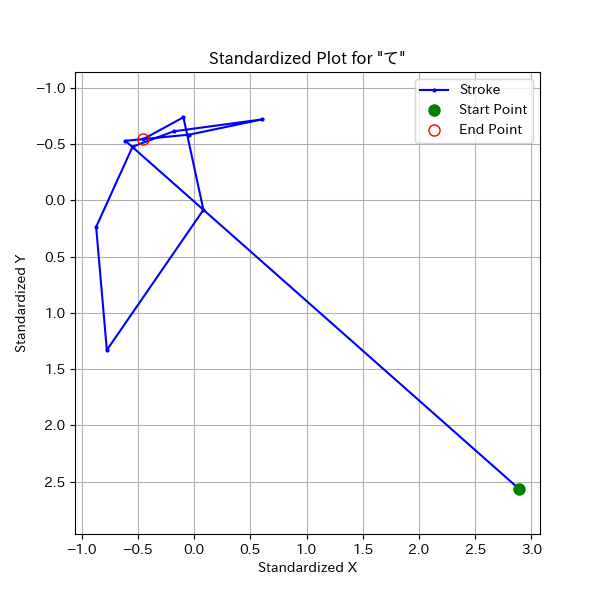 Standardized Plot for "て"
Stroke
Start Point
End Point
−1.0
−0.5
0.0
0.5
1.0
1.5
2.0
2.5
Standardized Y
−1.0 −0.5 0.0 0.5 1.0 1.5 2.0 2.5 3.0
Standardized X